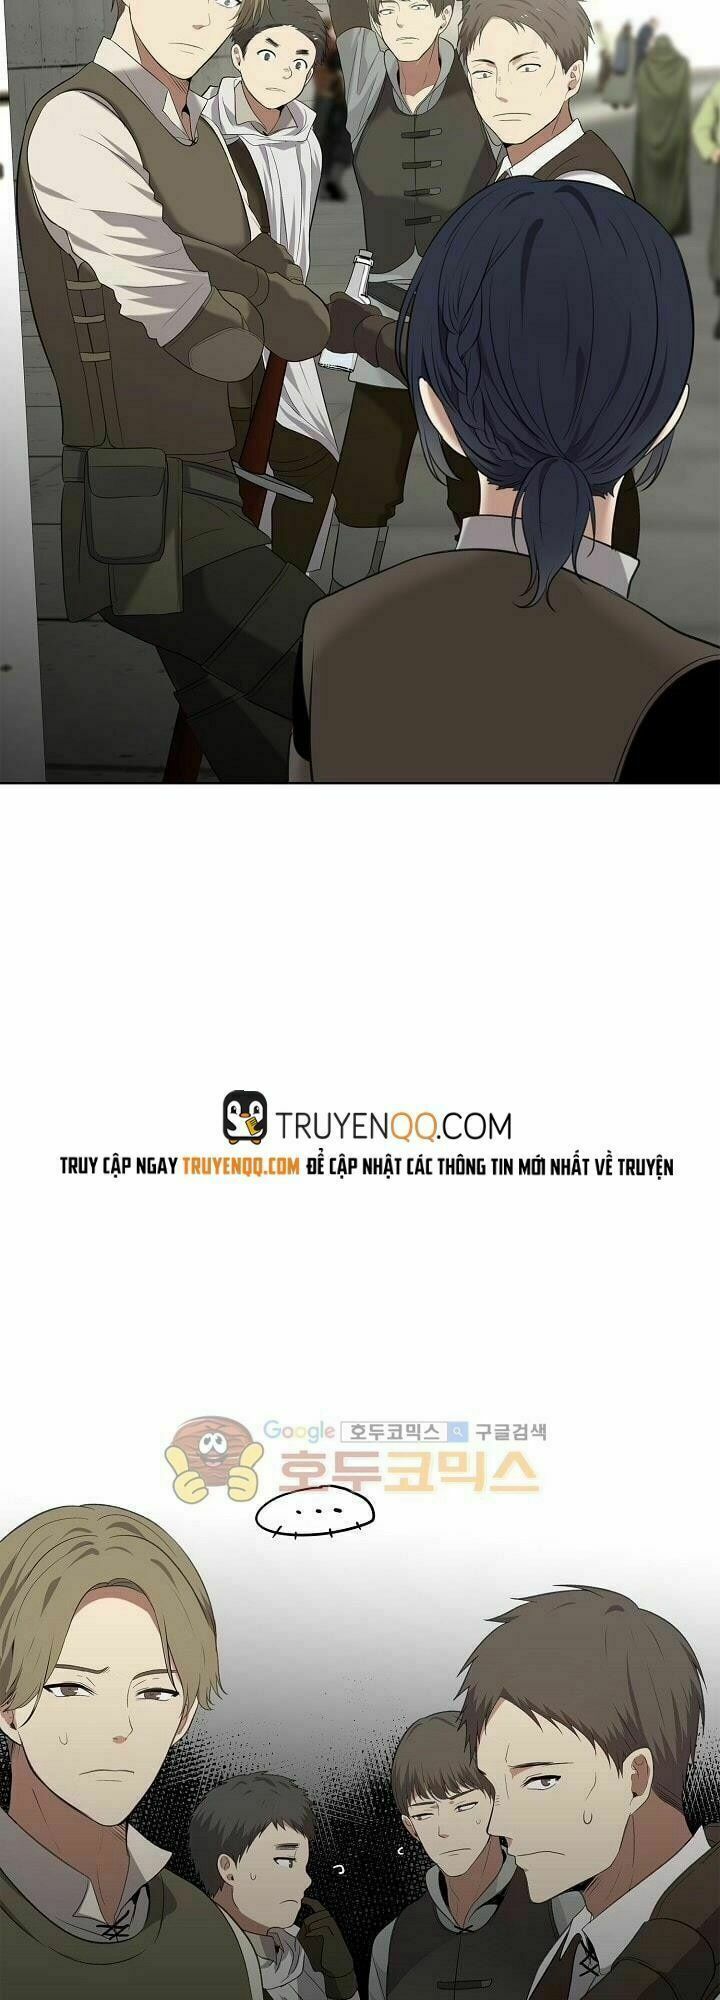 TRUYENQQ.COM
TRUY CẬP NGAY TRUYENQQ.COM ĐỂ CẬP NHẬT CÁC THÔNG TIN MỚI NHẤT VỀ TRUYỆN
Google 호두코믹스 구글검색
호두코믹스
...